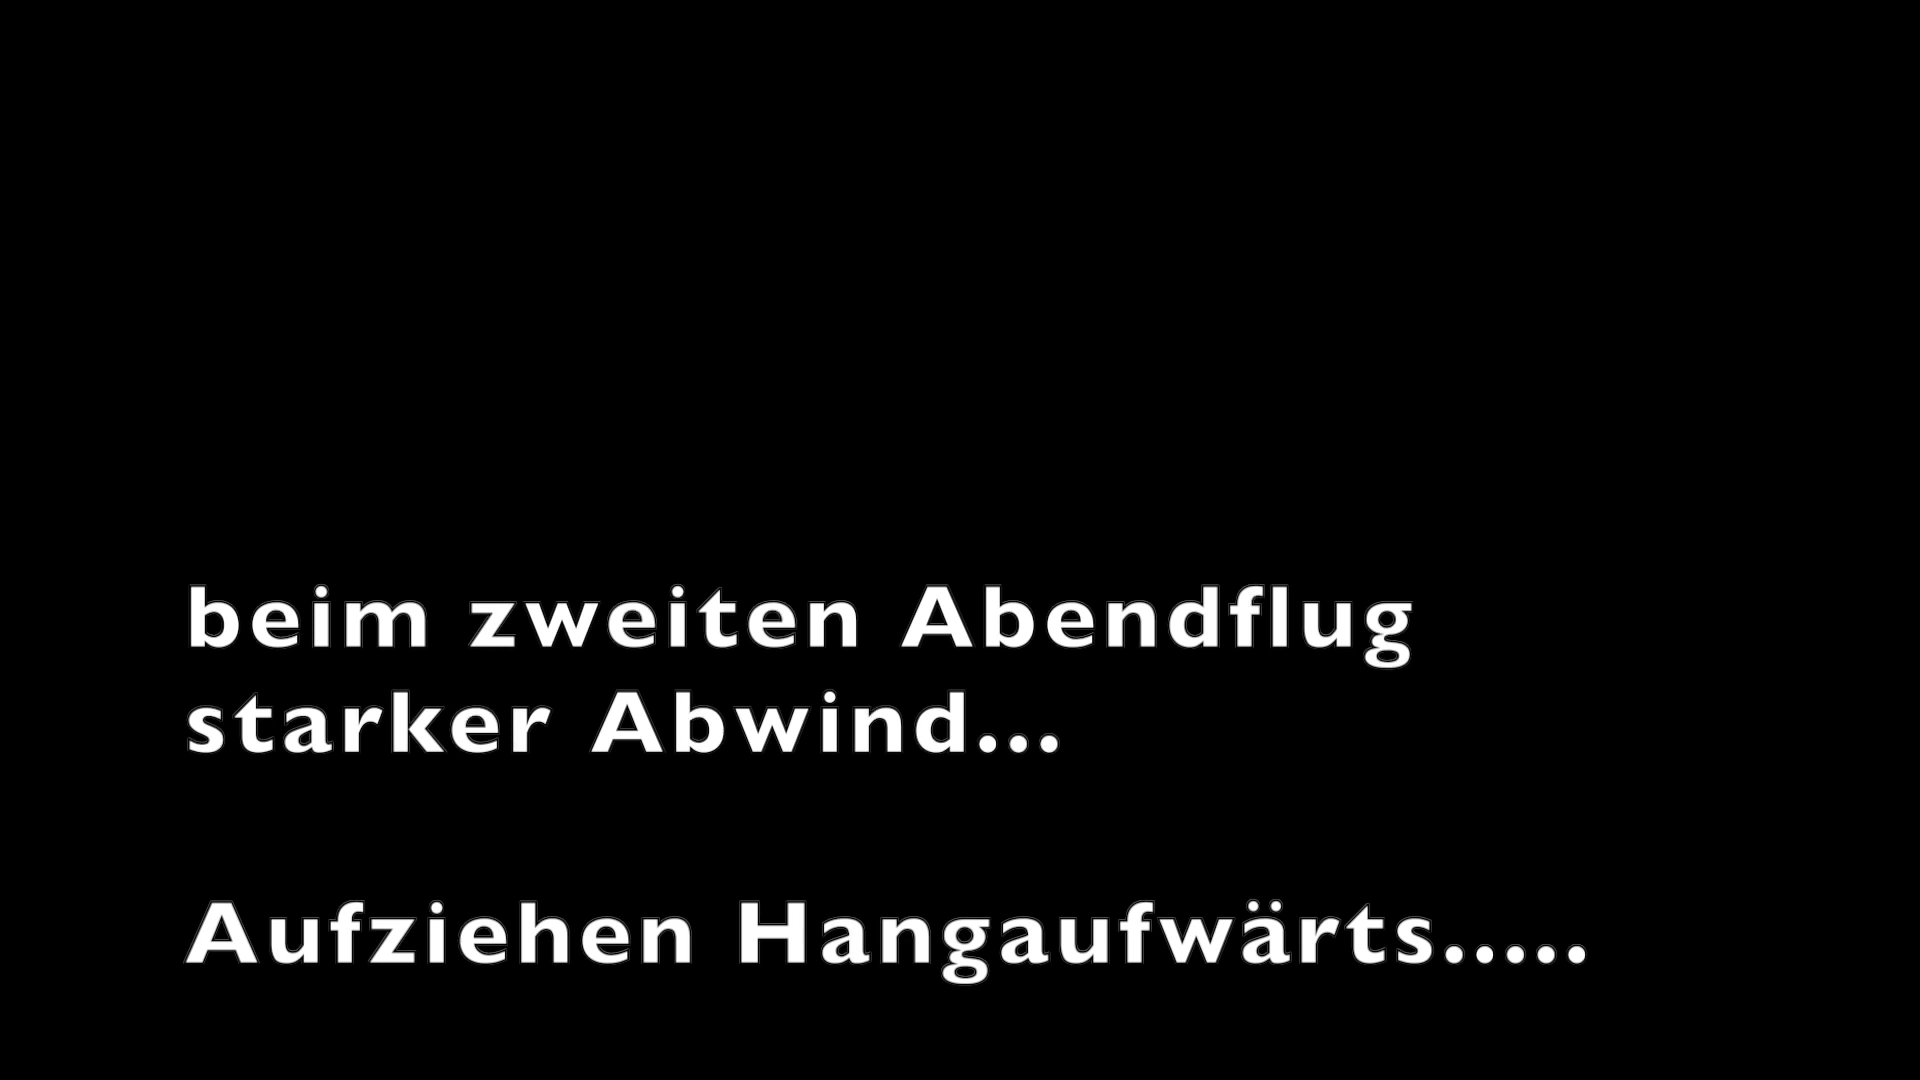 beim zweiten Abendflug
starker Abwind...
Aufziehen Hangaufwärts.....